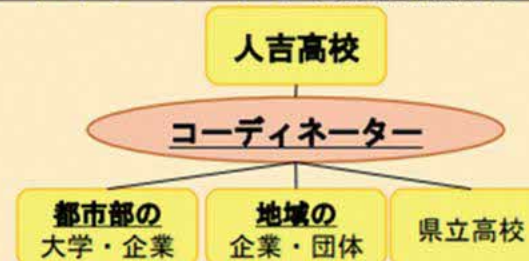 人吉高校
コーディネーター
都市部の
大学・企業
地域の
企業・団体
県立高校